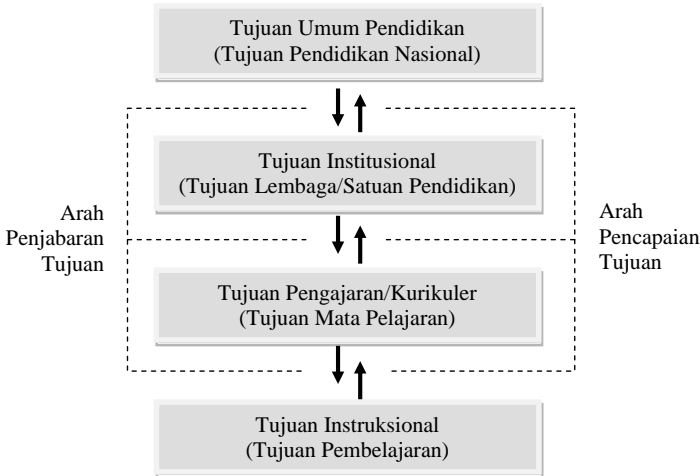 Tujuan Umum Pendidikan
(Tujuan Pendidikan Nasional)
Tujuan Institusional
(Tujuan Lembaga/Satuan Pendidikan)
Arah
Penjabaran
Tujuan
Arah
Pencapaian
Tujuan
Tujuan Pengajaran/Kurikuler
(Tujuan Mata Pelajaran)
Tujuan Instruksional
(Tujuan Pembelajaran)